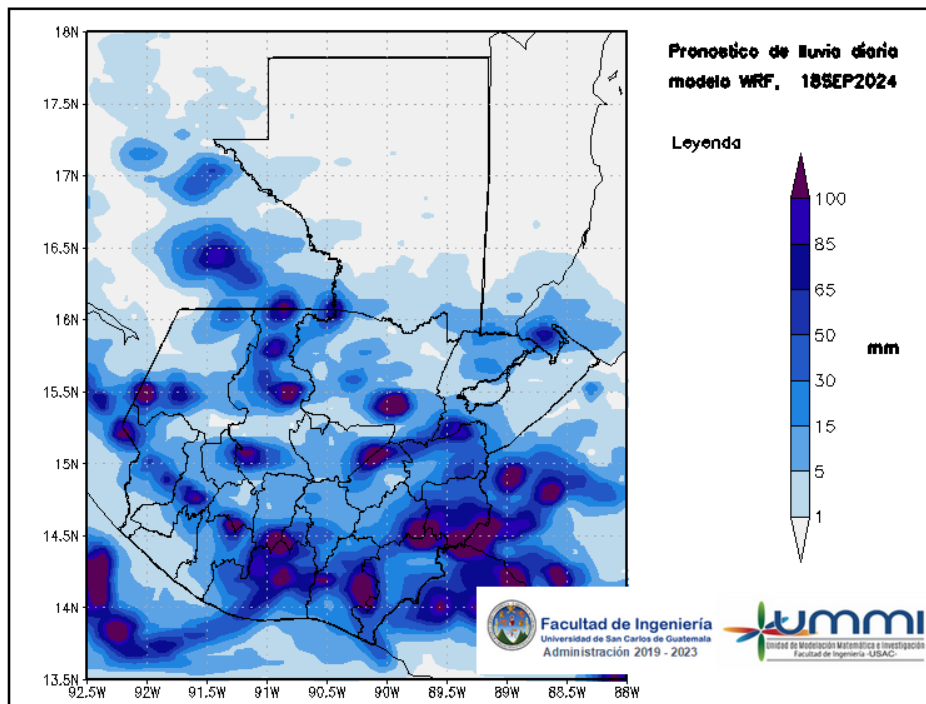 Pronostico de lluvia diaria
modelo WRF, 18SEP2024
Leyenda
100
85
65
50
30
15
5
1
mm
18N
17.5N
17N
16.5N
16N
15.5N
15N
14.5N
14N
13.5N
92.5W 92W 91.5W 91W 90.5W 90W 89.5W 89W 88.5W 88W
Facultad de Ingeniería
Universidad de San Carlos de Guatemala
Administración 2019 - 2023
UMMI
Unidad de Modelación Matemática e Investigación
Facultad de Ingeniería -USAC-